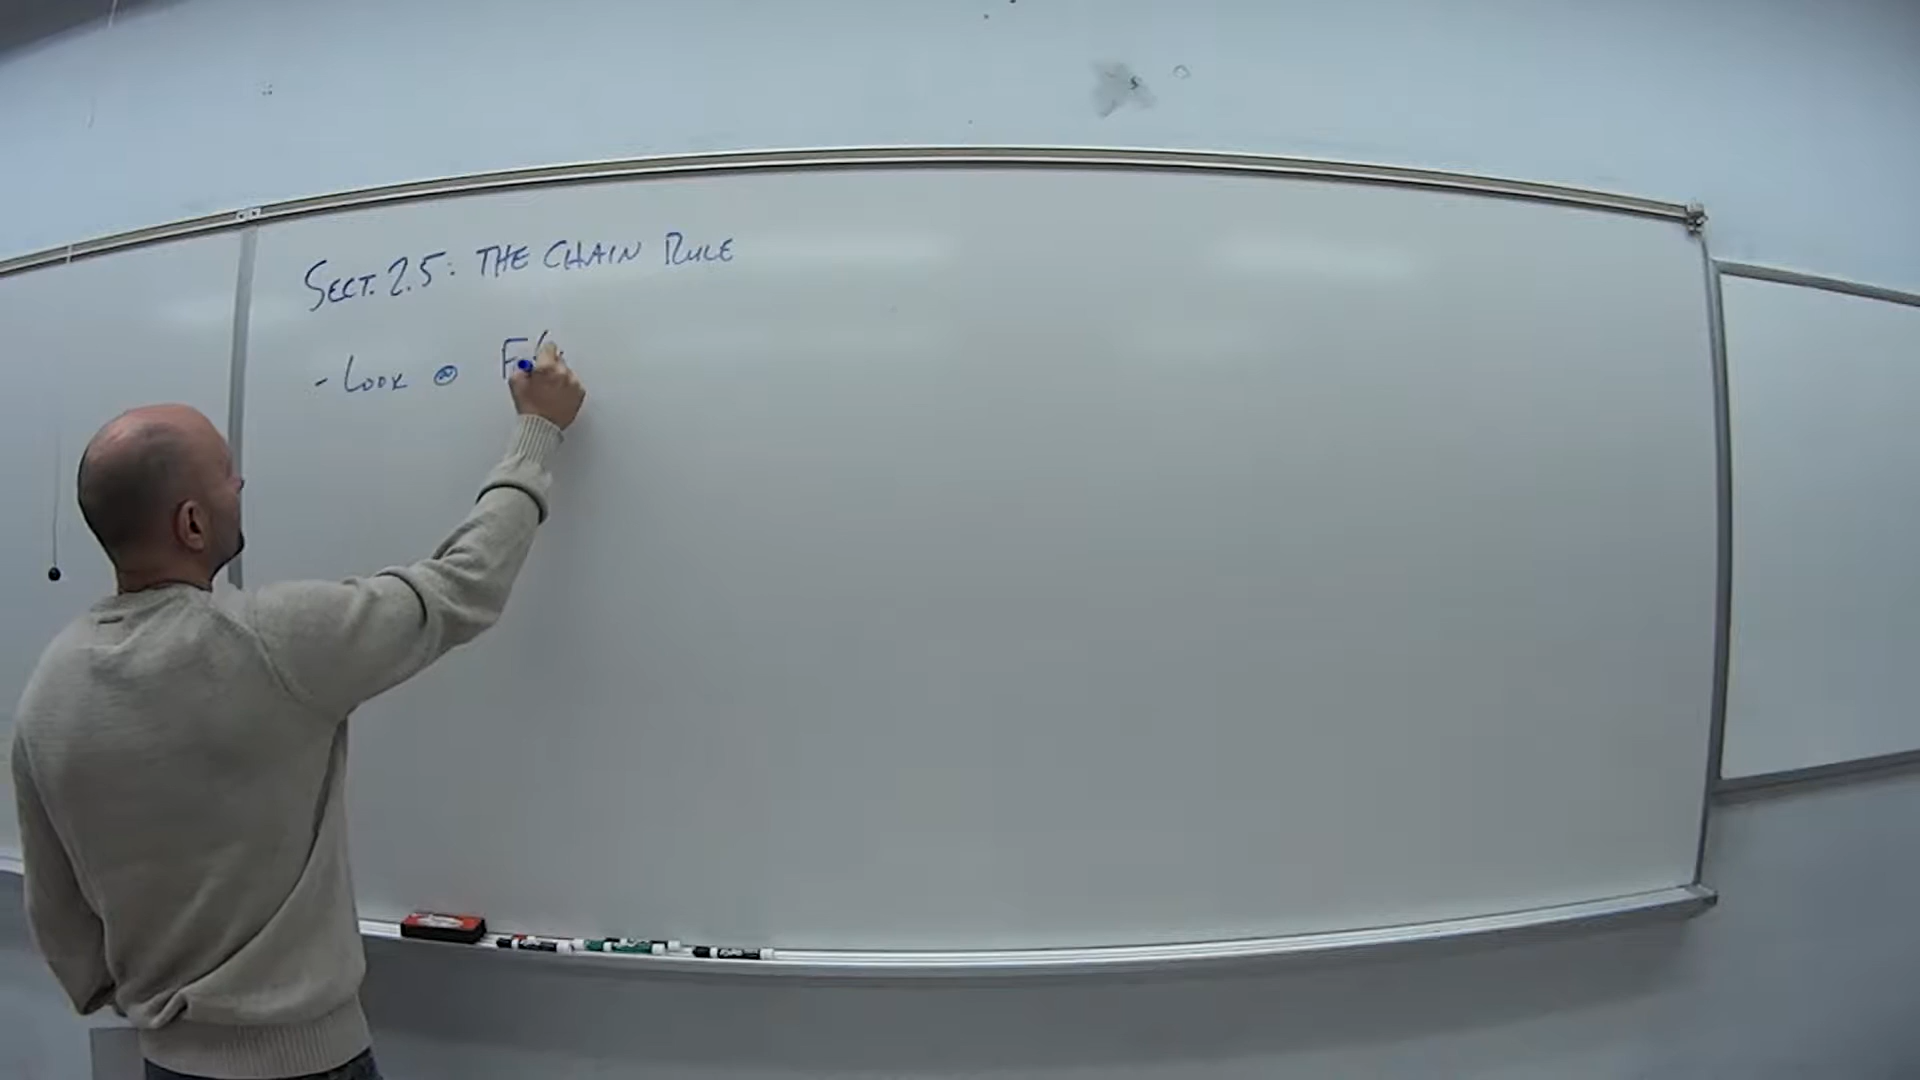 SECT. 2.5: THE CHAIN RULE
- LOOK @ F(